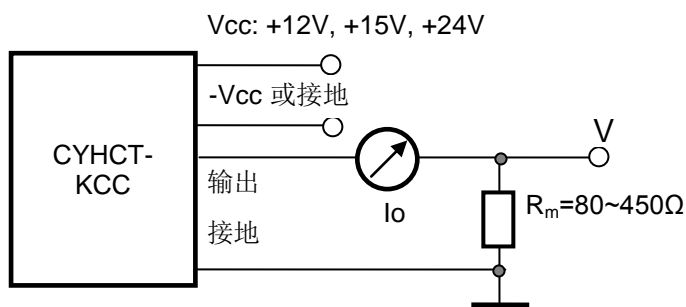 Vcc: +12V, +15V, +24V
-Vcc 或接地
CYHCT-
KCC
V
输出
Io
Rm=80~450Ω
接地